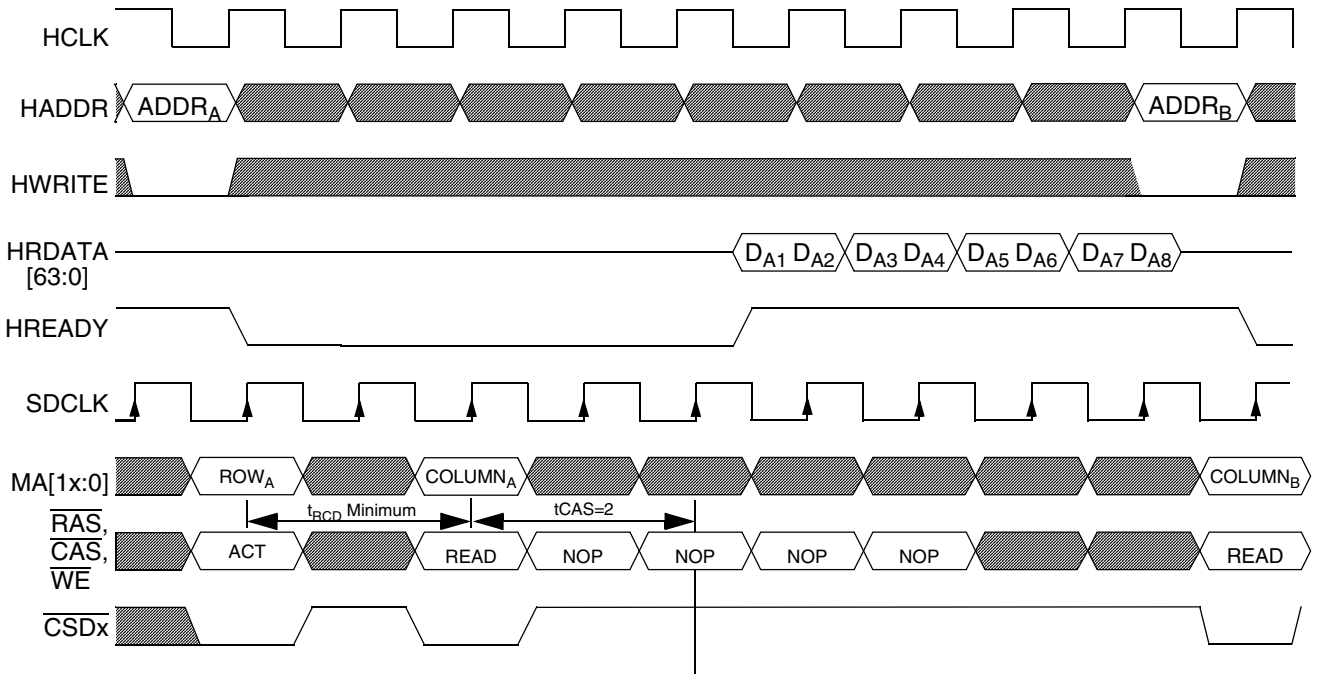 HCLK
HADDR ADDRA ADDRB
HWRITE
HRDATA [63:0] DA1 DA2 DA3 DA4 DA5 DA6 DA7 DA8
HREADY
SDCLK
MA[1x:0] ROWA COLUMNA COLUMNB
tRCD Minimum tCAS=2
RAS,
CAS, ACT READ NOP NOP NOP NOP READ
WE
CSDx